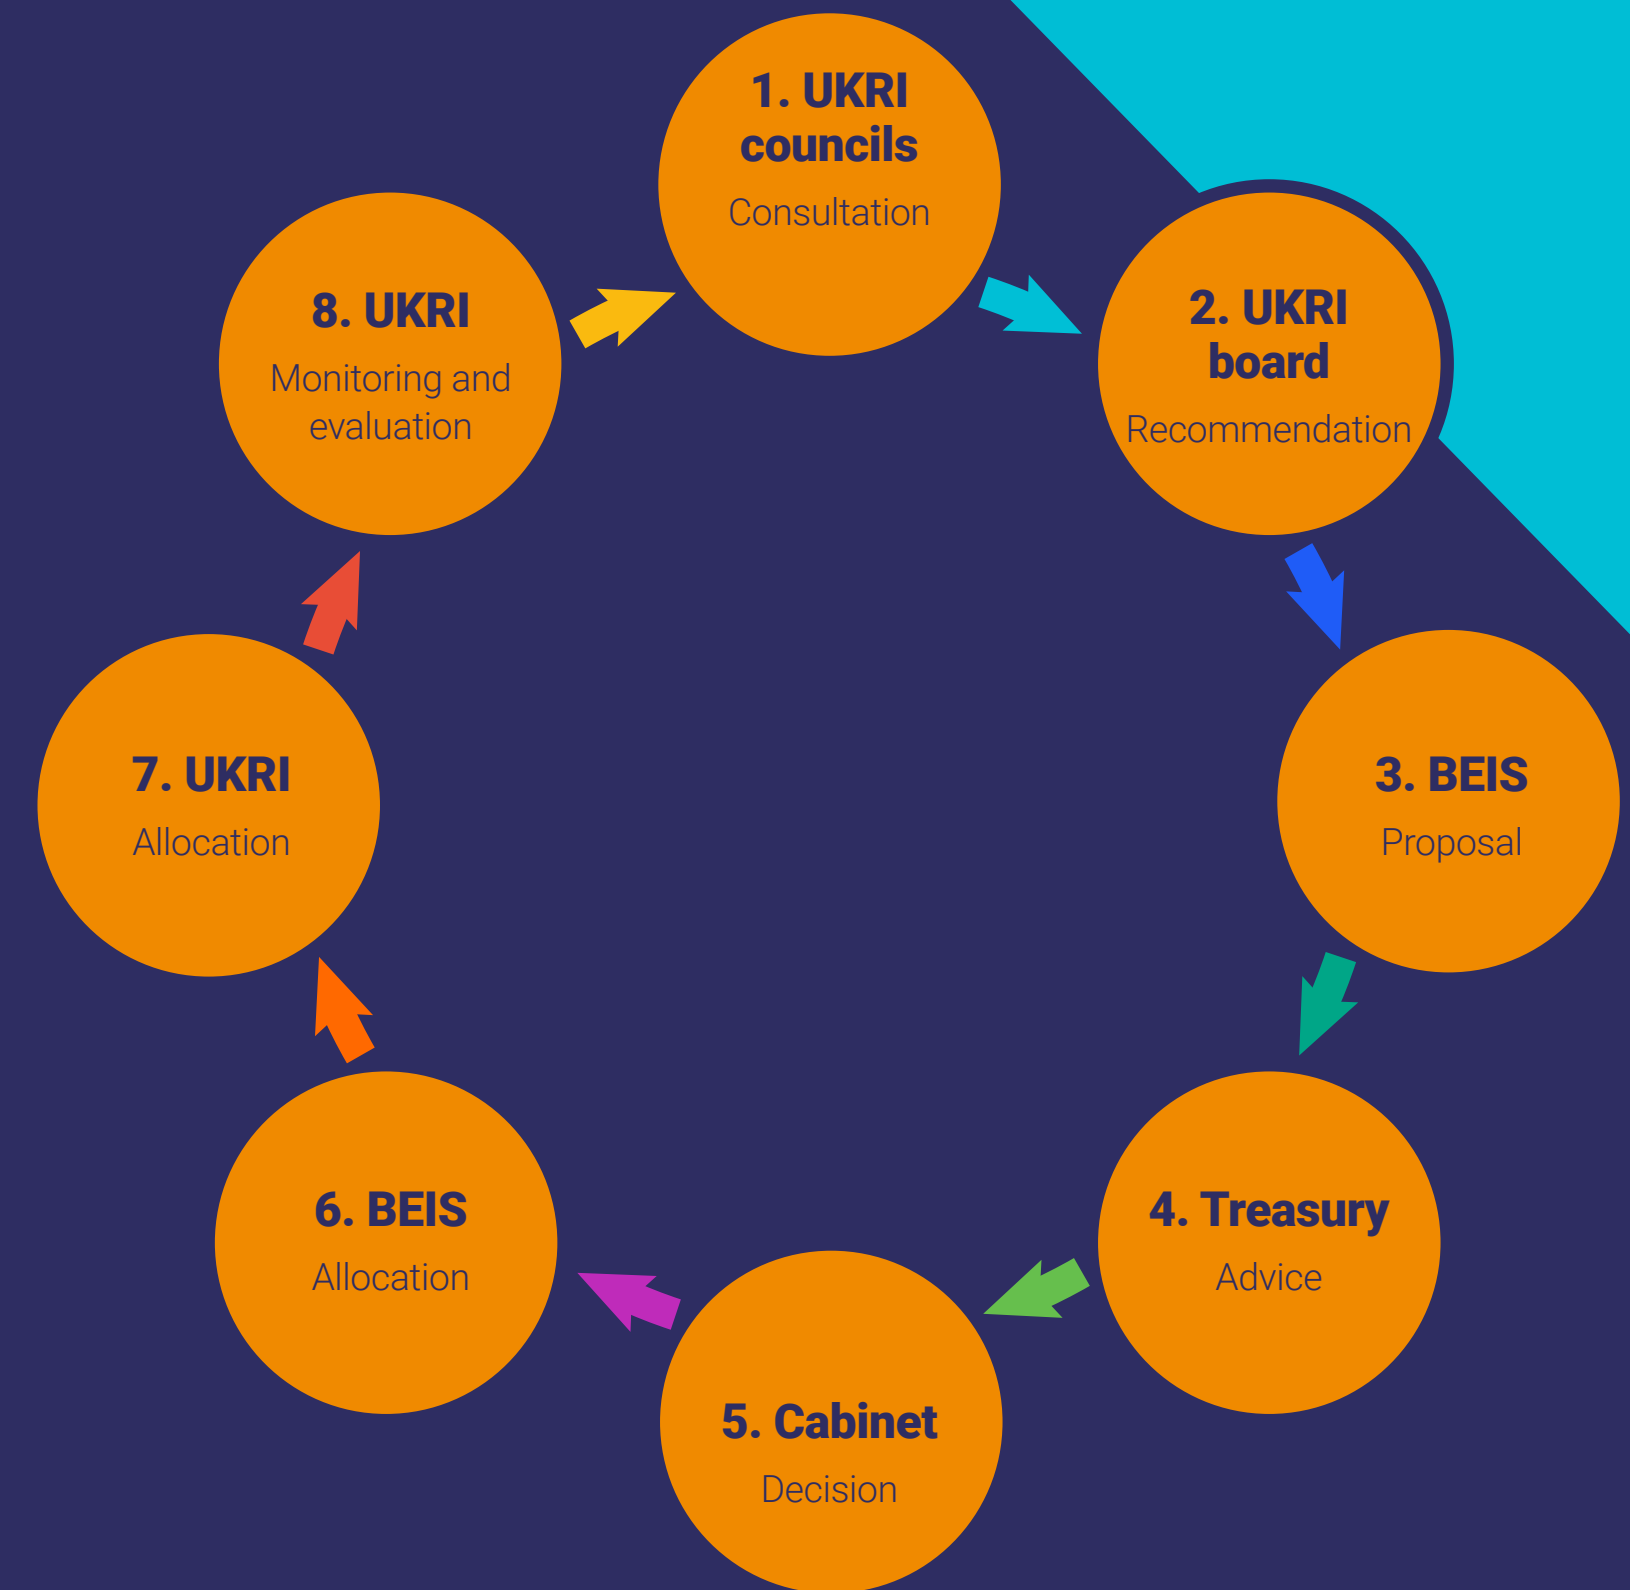 1. UKRI
councils
Consultation
2. UKRI
board
Recommendation
3. BEIS
Proposal
4. Treasury
Advice
5. Cabinet
Decision
6. BEIS
Allocation
7. UKRI
Allocation
8. UKRI
Monitoring and
evaluation